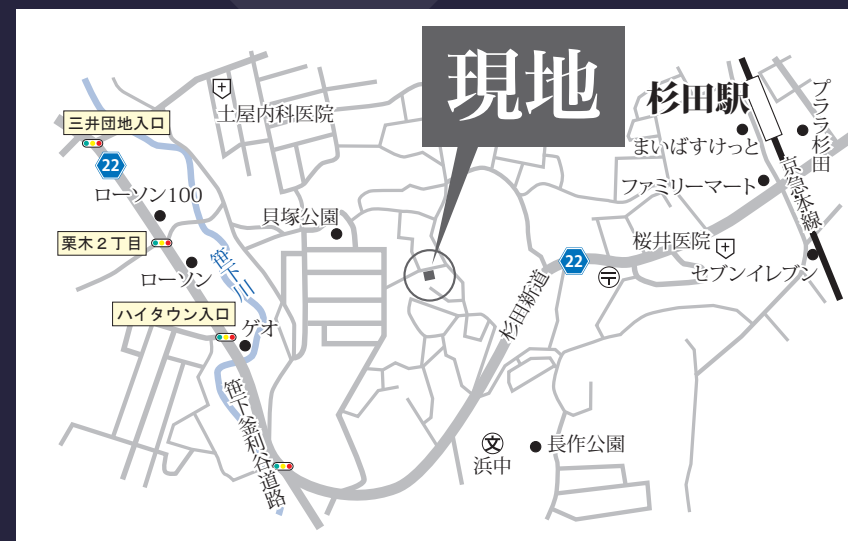 現地
杉田駅
プララ杉田
三井団地入口
土屋内科医院
まいばすけっと
22
ローソン100
ファミリーマート
京急本線
貝塚公園
栗木2丁目
笹下川
桜井医院
ローソン
22
セブンイレブン
ハイタウン入口
ゲオ
杉田新道
笹下釜利谷道路
文
浜中
長作公園